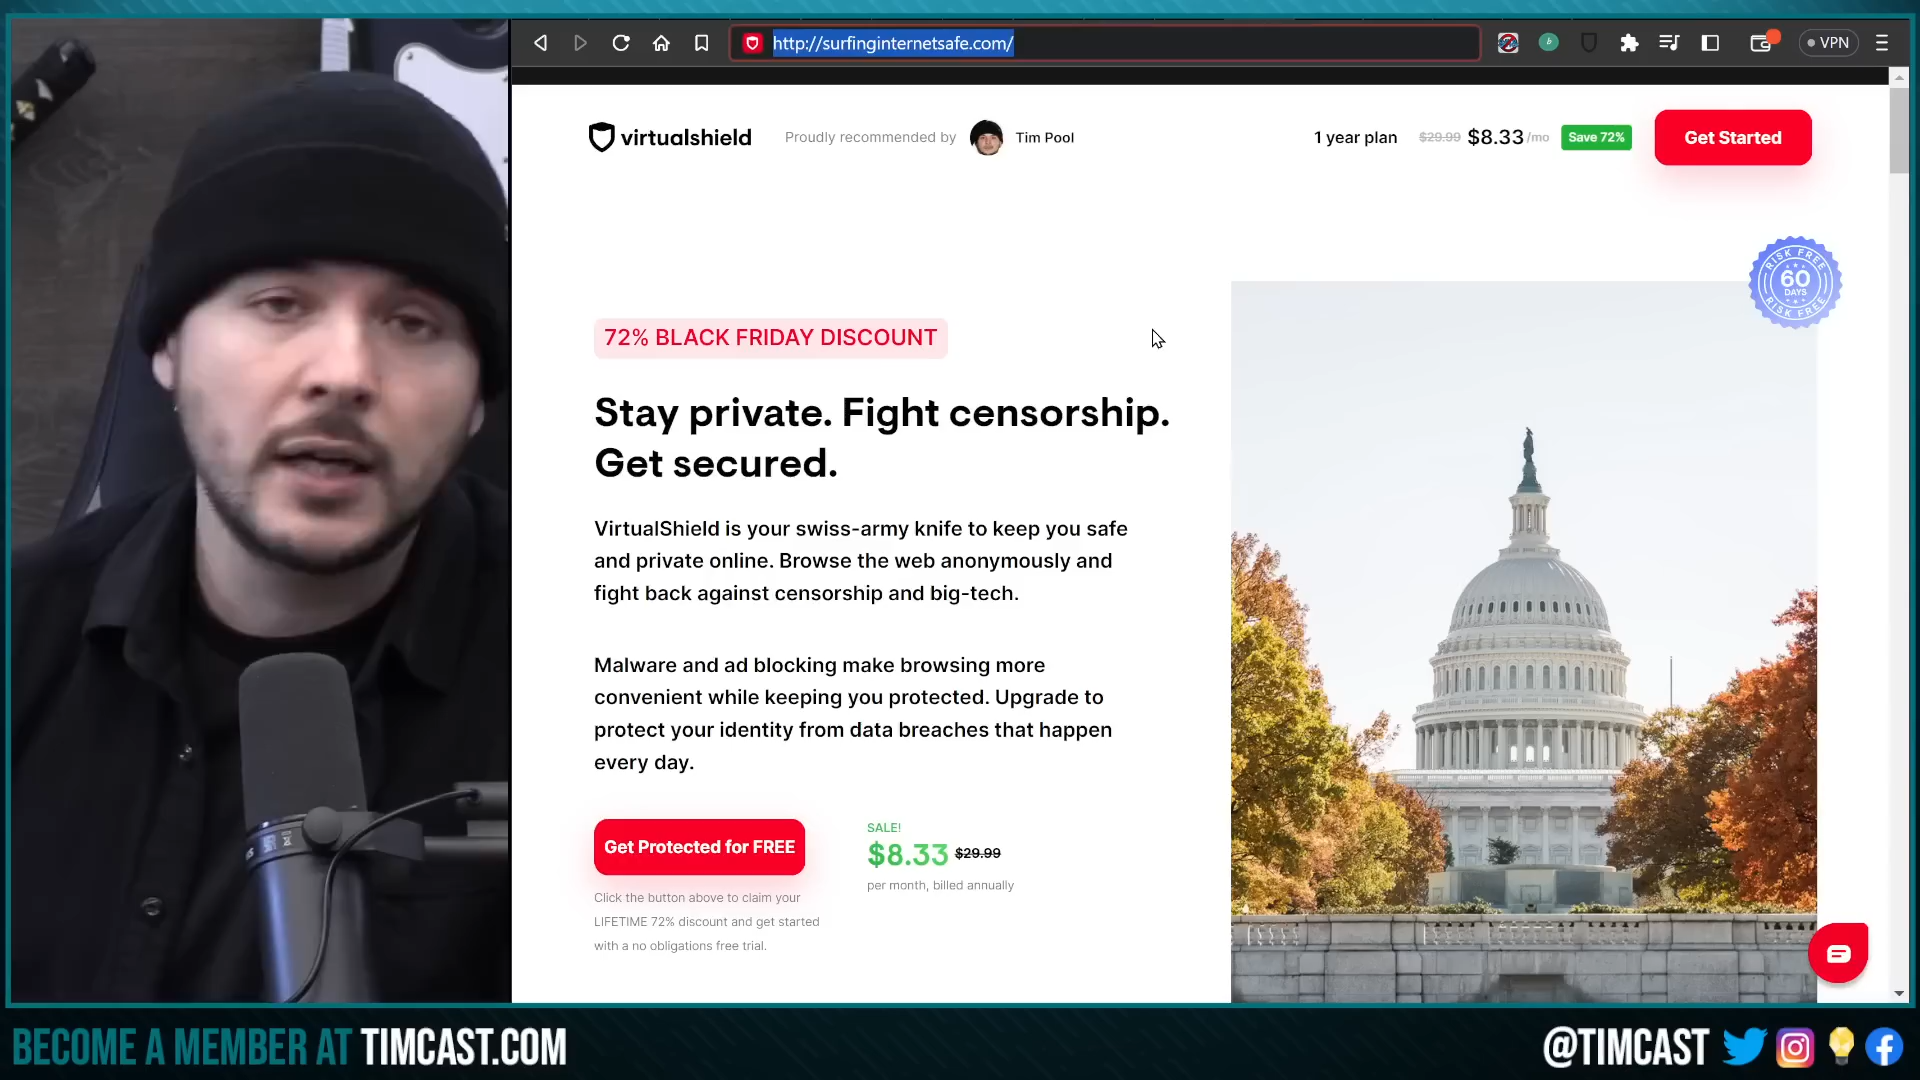 http://surfinginternetsafe.com/
VPN
virtualshield
Proudly recommended by Tim Pool
1 year plan $29.99 $8.33/mo Save 72% Get Started
RISK FREE
60
DAYS
RISK FREE
72% BLACK FRIDAY DISCOUNT
Stay private. Fight censorship.
Get secured.
VirtualShield is your swiss-army knife to keep you safe
and private online. Browse the web anonymously and
fight back against censorship and big-tech.
Malware and ad blocking make browsing more
convenient while keeping you protected. Upgrade to
protect your identity from data breaches that happen
every day.
Get Protected for FREE
Click the button above to claim your
LIFETIME 72% discount and get started
with a no obligations free trial.
SALE!
$8.33 $29.99
per month, billed annually
BECOME A MEMBER AT TIMCAST.COM
@TIMCAST